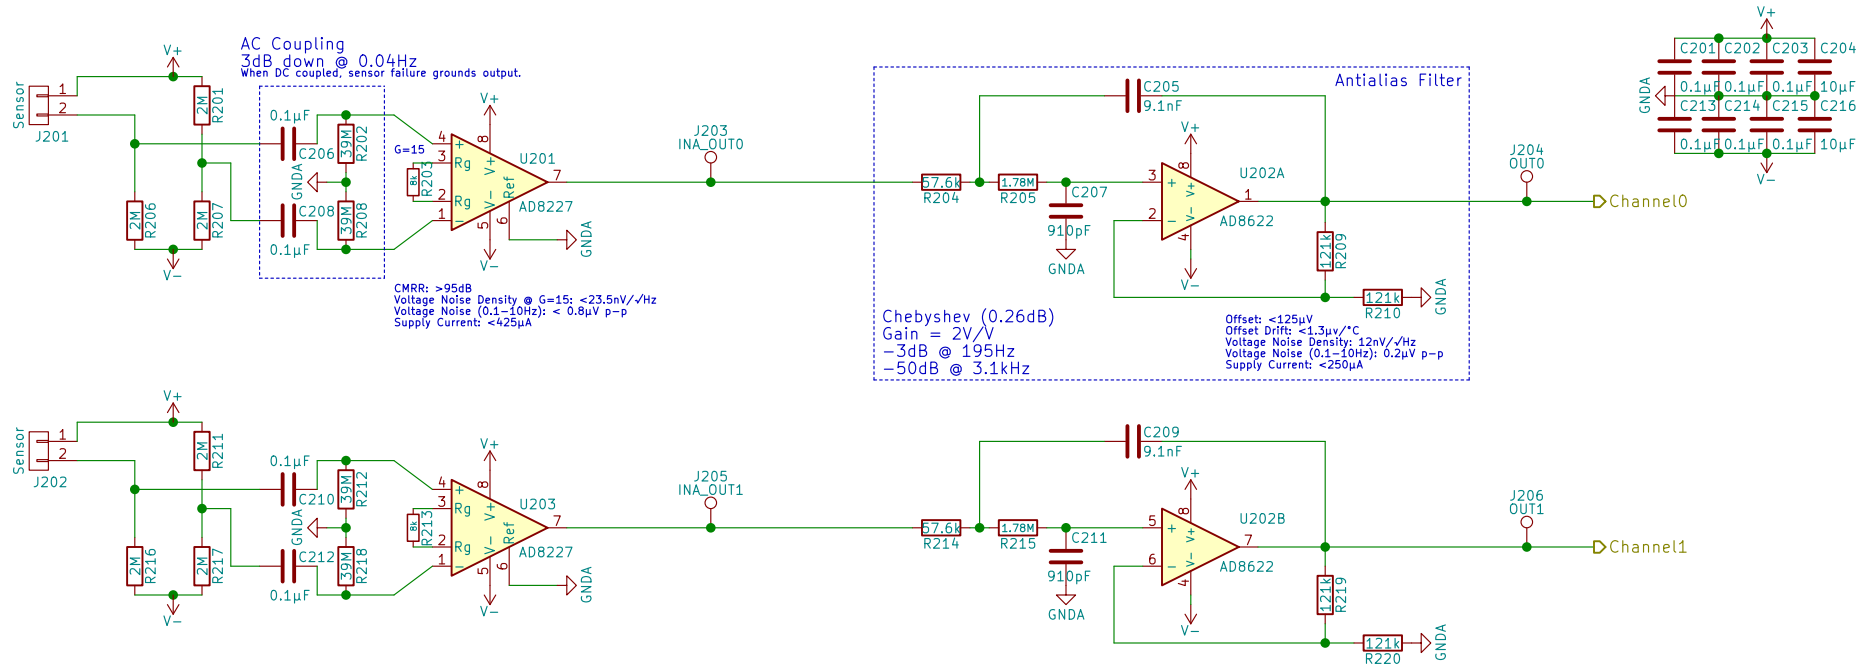 AC Coupling
3dB down @ 0.04Hz
When DC coupled, sensor failure grounds output.
V+
Sensor
1
2
J201
2M
R201
2M
R206
2M
R207
V-
0.1µF
C206
GNDA
C208
0.1µF
39M
R202
39M
R208
G=15
8k
R203
4
3
2
1
+
Rg
Rg
-
V+
8
V+
V-
5
V-
Ref
6
7
U201
AD8227
GNDA
CMRR: >95dB
Voltage Noise Density @ G=15: <23.5nV/√Hz
Voltage Noise (0.1-10Hz): < 0.8µV p-p
Supply Current: <425µA
J203
INA_OUT0
Antialias Filter
C205
9.1nF
57.6k
R204
1.78M
R205
C207
910pF
GNDA
V+
8
V+
3
+
2
-
V-
4
V-
1
U202A
AD8622
121k
R209
121k
R210
GNDA
Chebyshev (0.26dB)
Gain = 2V/V
-3dB @ 195Hz
-50dB @ 3.1kHz
Offset: <125µV
Offset Drift: <1.3µv/°C
Voltage Noise Density: 12nV/√Hz
Voltage Noise (0.1-10Hz): 0.2µV p-p
Supply Current: <250µA
J204
OUT0
Channel0
V+
C201 C202 C203 C204
0.1µF 0.1µF 0.1µF 10µF
GNDA
C213 C214 C215 C216
0.1µF 0.1µF 0.1µF 10µF
V-
V+
Sensor
1
2
J202
2M
R211
2M
R216
2M
R217
V-
0.1µF
C210
GNDA
C212
0.1µF
39M
R212
39M
R218
8k
R213
4
3
2
1
+
Rg
Rg
-
V+
8
V+
V-
5
V-
Ref
6
7
U203
AD8227
GNDA
J205
INA_OUT1
C209
9.1nF
57.6k
R214
1.78M
R215
C211
910pF
GNDA
V+
8
V+
5
+
6
-
V-
4
V-
7
U202B
AD8622
121k
R219
121k
R220
GNDA
J206
OUT1
Channel1